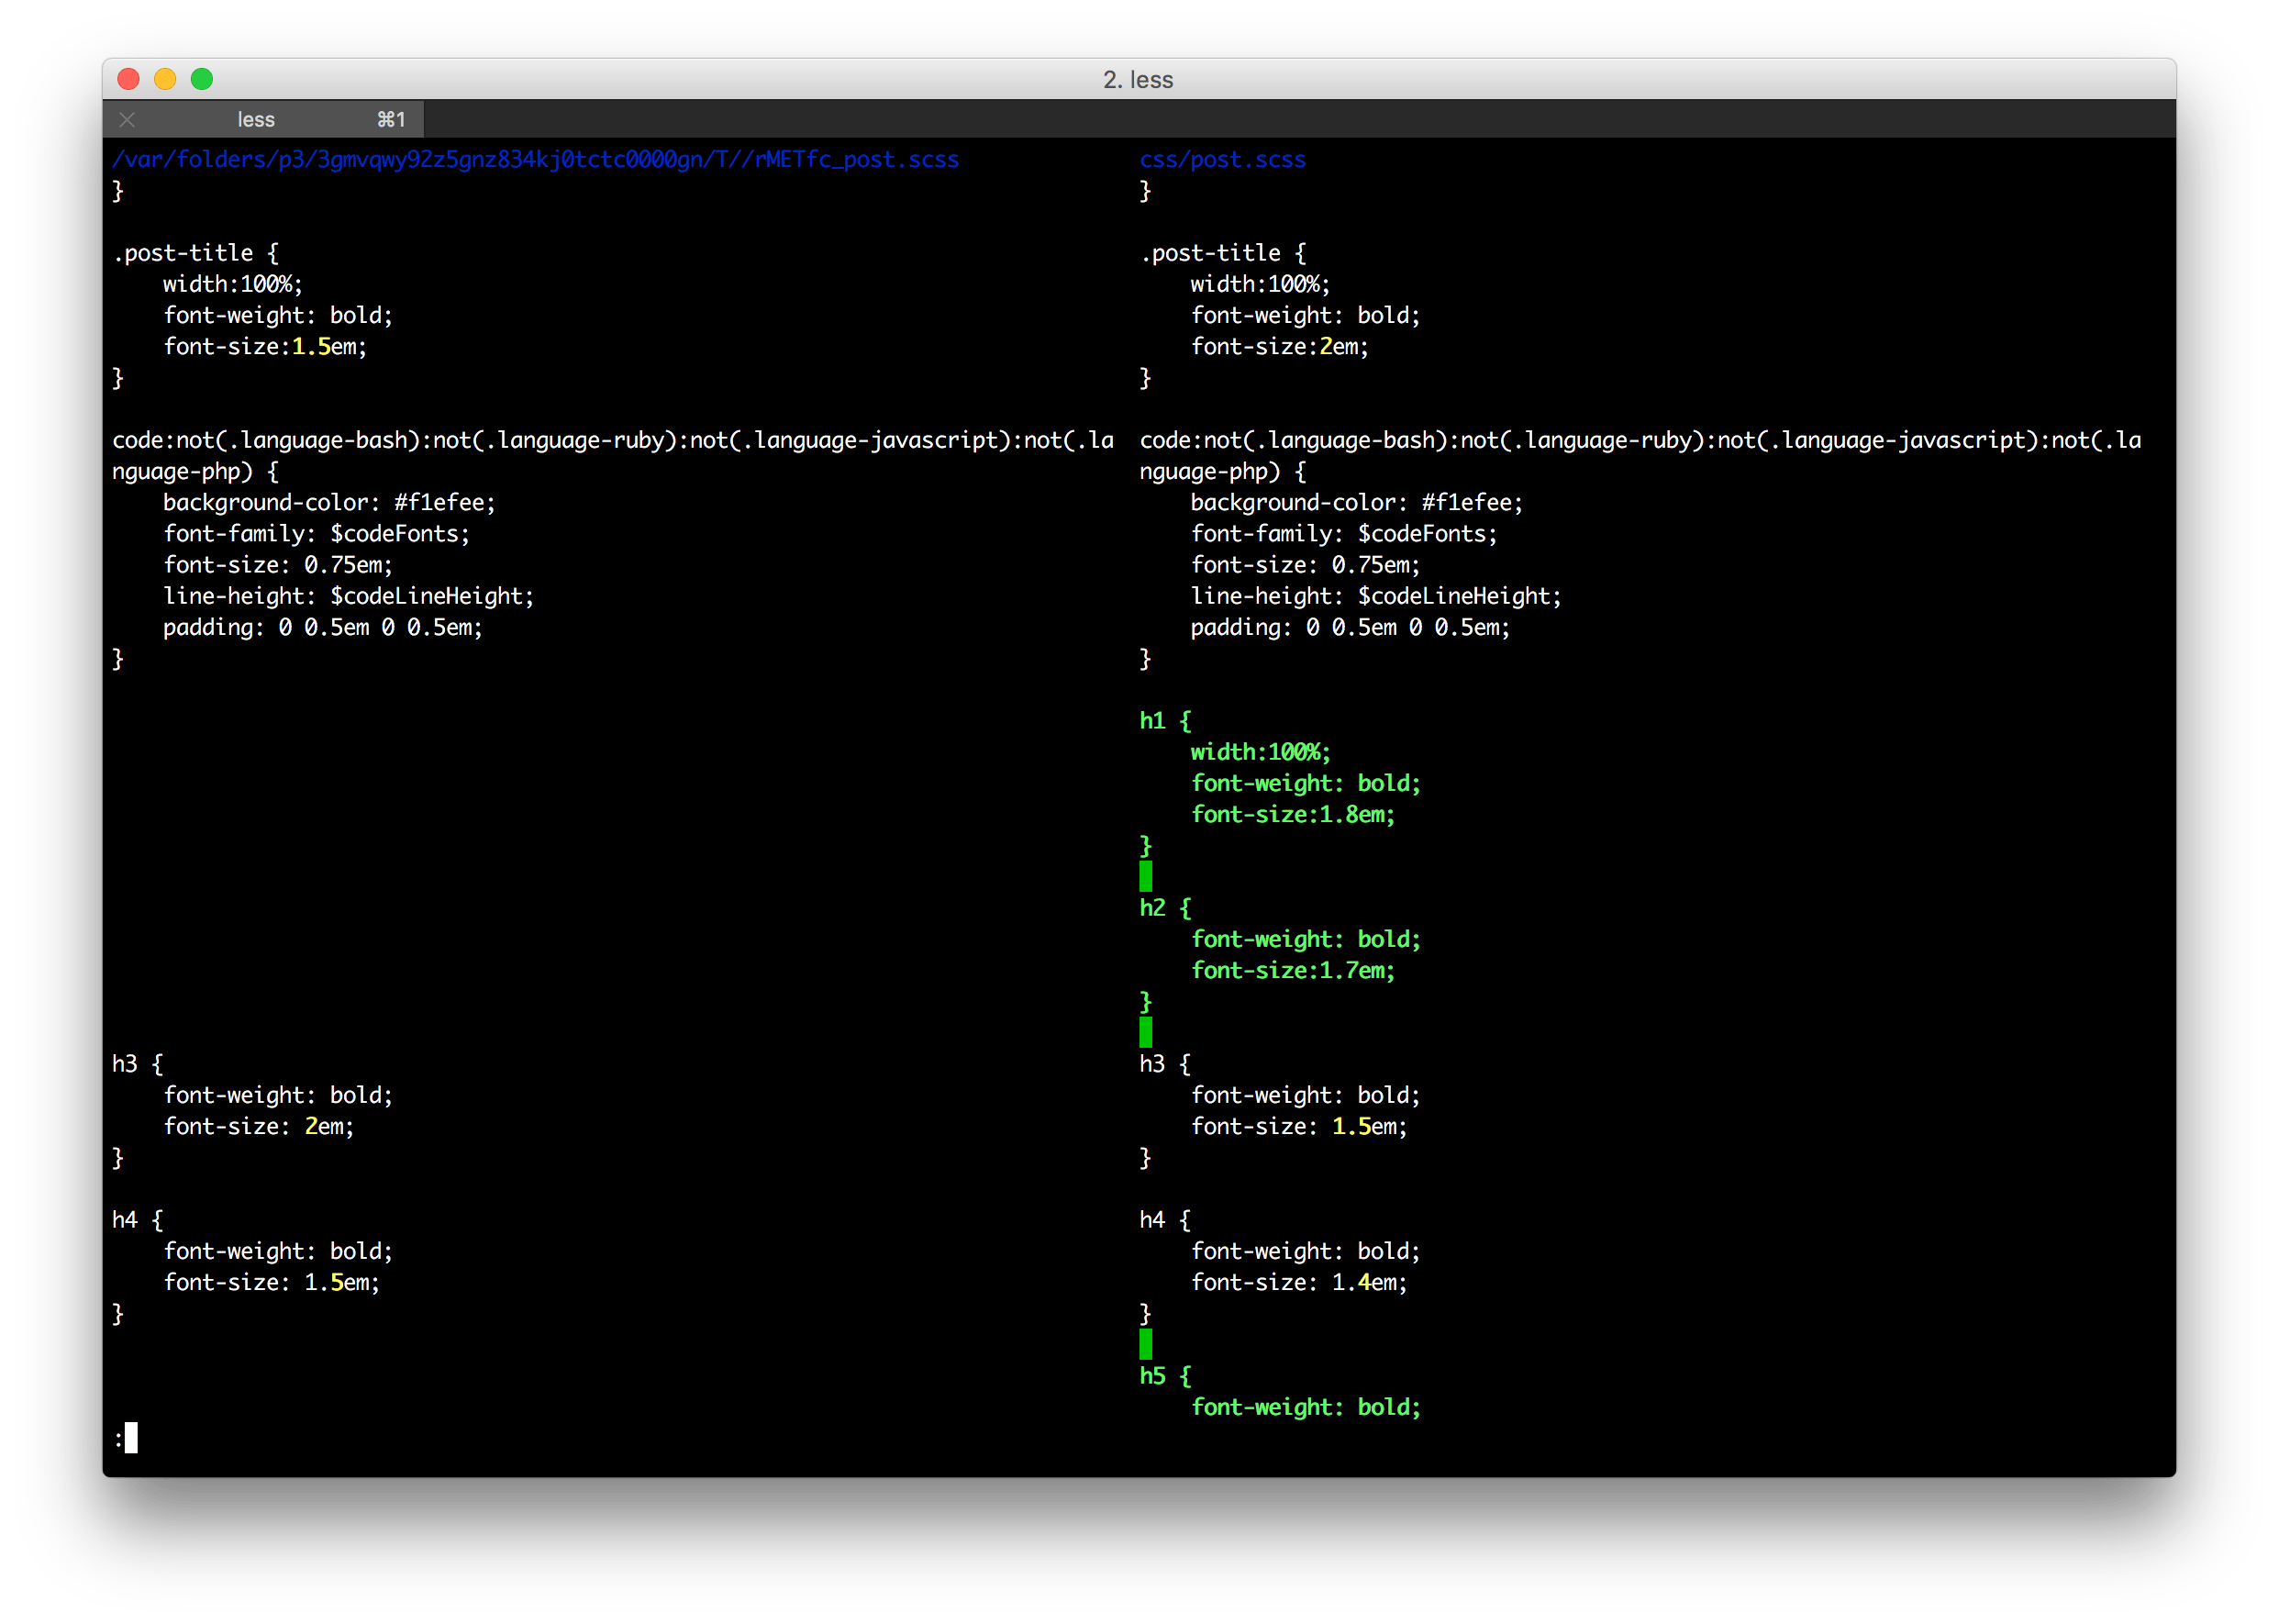 2. less
less ⌘1
/var/folders/p3/3gmvqwy92z5gnz834kj0tctc0000gn/T//rMETfc_post.scss css/post.scss
} }
.post-title { .post-title {
width:100%; width:100%;
font-weight: bold; font-weight: bold;
font-size:1.5em; font-size:2em;
} }
code:not(.language-bash):not(.language-ruby):not(.language-javascript):not(.la code:not(.language-bash):not(.language-ruby):not(.language-javascript):not(.la
nguage-php) { nguage-php) {
background-color: #f1efee; background-color: #f1efee;
font-family: $codeFonts; font-family: $codeFonts;
font-size: 0.75em; font-size: 0.75em;
line-height: $codeLineHeight; line-height: $codeLineHeight;
padding: 0 0.5em 0 0.5em; padding: 0 0.5em 0 0.5em;
} }
h1 {
width:100%;
font-weight: bold;
font-size:1.8em;
}
h2 {
font-weight: bold;
font-size:1.7em;
}
h3 { h3 {
font-weight: bold; font-weight: bold;
font-size: 2em; font-size: 1.5em;
} }
h4 { h4 {
font-weight: bold; font-weight: bold;
font-size: 1.5em; font-size: 1.4em;
} }
h5 {
font-weight: bold;
: